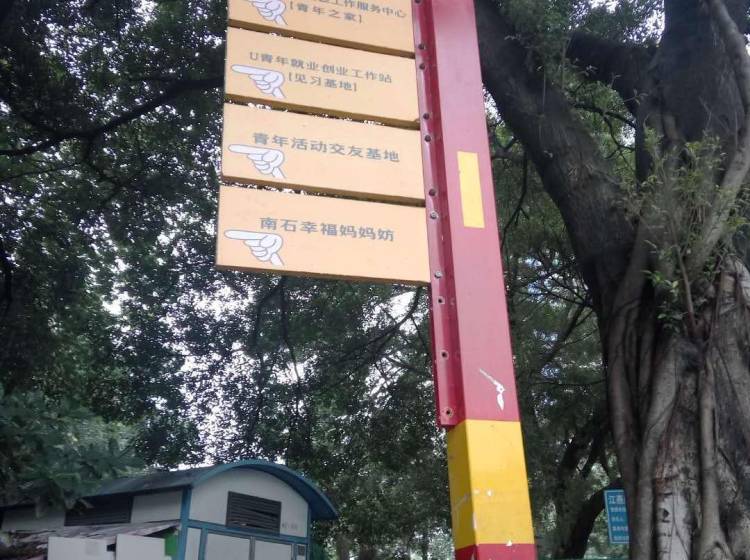 工作服务中心
[青年之家]
U青年就业创业工作站
[见习基地]
青年活动交友基地
南石幸福妈妈妨
江燕